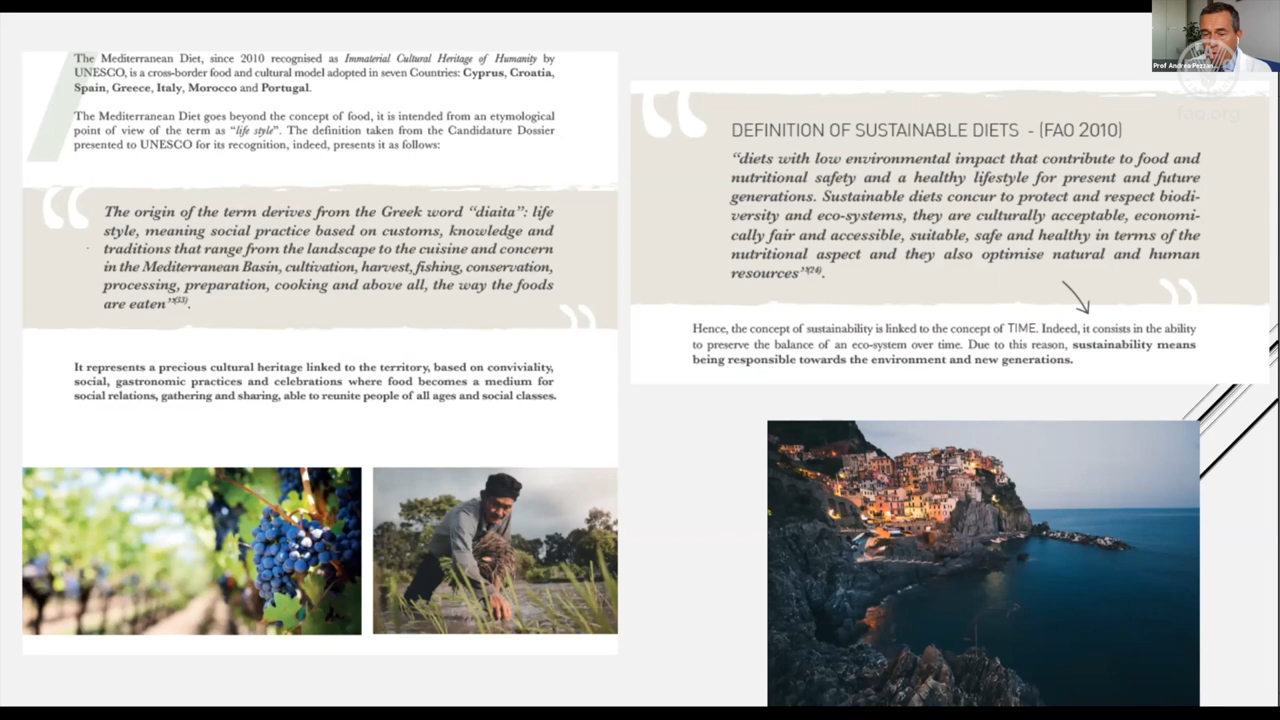 The Mediterranean Diet, since 2010 recognised as Immaterial Cultural Heritage of Humanity by
UNESCO, is a cross-border food and cultural model adopted in seven Countries: Cyprus, Croatia,
Spain, Greece, Italy, Morocco and Portugal.
The Mediterranean Diet goes beyond the concept of food, it is intended from an etymological
point of view of the term as “life style”. The definition taken from the Candidature Dossier
presented to UNESCO for its recognition, indeed, presents it as follows:
The origin of the term derives from the Greek word “diaita”: life
style, meaning social practice based on customs, knowledge and
traditions that range from the landscape to the cuisine and concern
in the Mediterranean Basin, cultivation, harvest, fishing, conservation,
processing, preparation, cooking and above all, the way the foods
are eaten”(33).
It represents a precious cultural heritage linked to the territory, based on conviviality,
social, gastronomic practices and celebrations where food becomes a medium for
social relations, gathering and sharing, able to reunite people of all ages and social classes.
DEFINITION OF SUSTAINABLE DIETS - (FAO 2010)
“diets with low environmental impact that contribute to food and
nutritional safety and a healthy lifestyle for present and future
generations. Sustainable diets concur to protect and respect biodi-
versity and eco-systems, they are culturally acceptable, economi-
cally fair and accessible, suitable, safe and healthy in terms of the
nutritional aspect and they also optimise natural and human
resources”(24).
Hence, the concept of sustainability is linked to the concept of TIME. Indeed, it consists in the ability
to preserve the balance of an eco-system over time. Due to this reason, sustainability means
being responsible towards the environment and new generations.
Prof Andrea Pezzan...
fao.org